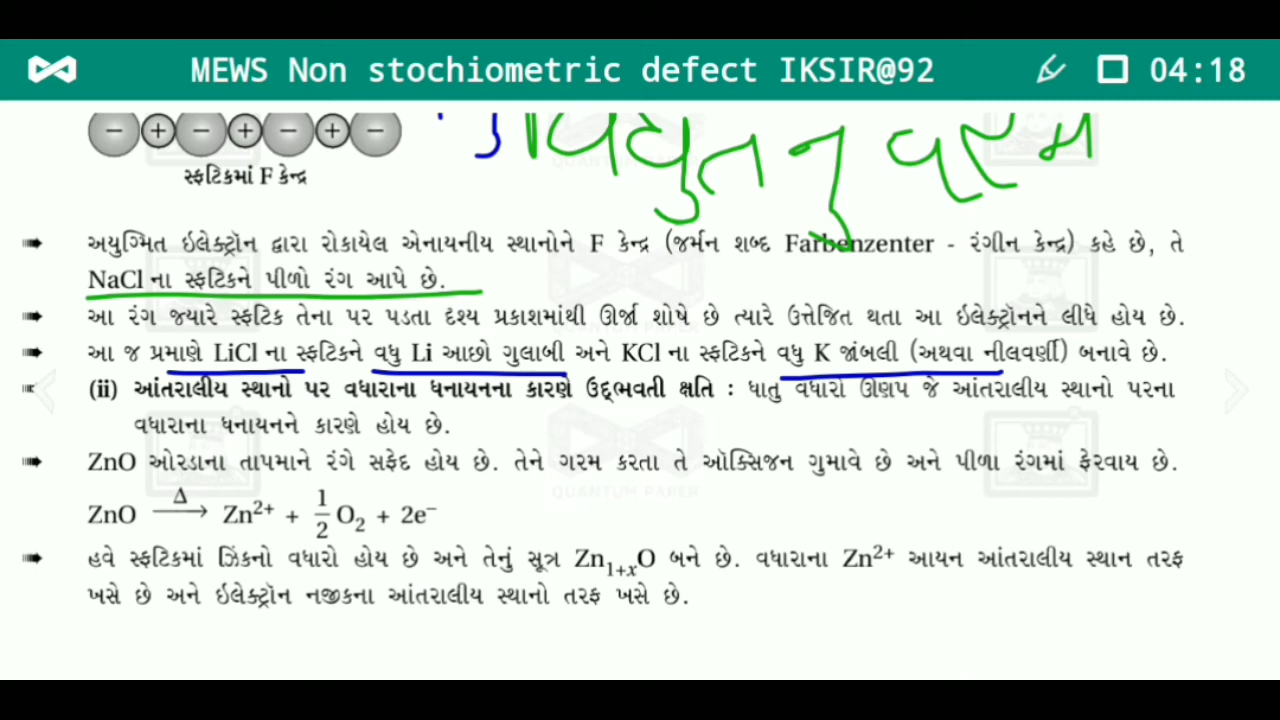 MEWS Non stochiometric defect IKSIR@92 04:18
− + − + − + −
વિદ્યુતનુ
સ્ફટિકમાં F કેન્દ્ર
અયુગ્મિત ઇલેક્ટ્રૉન દ્વારા રોકાયેલ એનાયનીય સ્થાનોને F કેન્દ્ર (જર્મન શબ્દ Farbenzenter - રંગીન કેન્દ્ર) કહે છે, તે
NaCl ના સ્ફટિકને પીળો રંગ આપે છે.
આ રંગ જ્યારે સ્ફટિક તેના પર પડતા દૃશ્ય પ્રકાશમાંથી ઊર્જા શોષે છે ત્યારે ઉત્તેજિત થતા આ ઇલેક્ટ્રૉનને લીધે હોય છે.
આ જ પ્રમાણે LiCl ના સ્ફટિકને વધુ Li આછો ગુલાબી અને KCl ના સ્ફટિકને વધુ K જાંબલી (અથવા નીલવર્ણી) બનાવે છે.
(ii) આંતરાલીય સ્થાનો પર વધારાના ધનાયનના કારણે ઉદ્ભવતી ક્ષતિ : ધાતુ વધારો ઊણપ જે આંતરાલીય સ્થાનો પરના
વધારાના ધનાયનને કારણે હોય છે.
ZnO ઓરડાના તાપમાને રંગે સફેદ હોય છે. તેને ગરમ કરતા તે ઑક્સિજન ગુમાવે છે અને પીળા રંગમાં ફેરવાય છે.
QUANTUM PAPER
ZnO Δ⟶ Zn²⁺ + 1/2 O₂ + 2e⁻
હવે સ્ફટિકમાં ઝિંકનો વધારો હોય છે અને તેનું સૂત્ર Zn₁₊ₓO બને છે. વધારાના Zn²⁺ આયન આંતરાલીય સ્થાન તરફ
ખસે છે અને ઇલેક્ટ્રૉન નજીકના આંતરાલીય સ્થાનો તરફ ખસે છે.